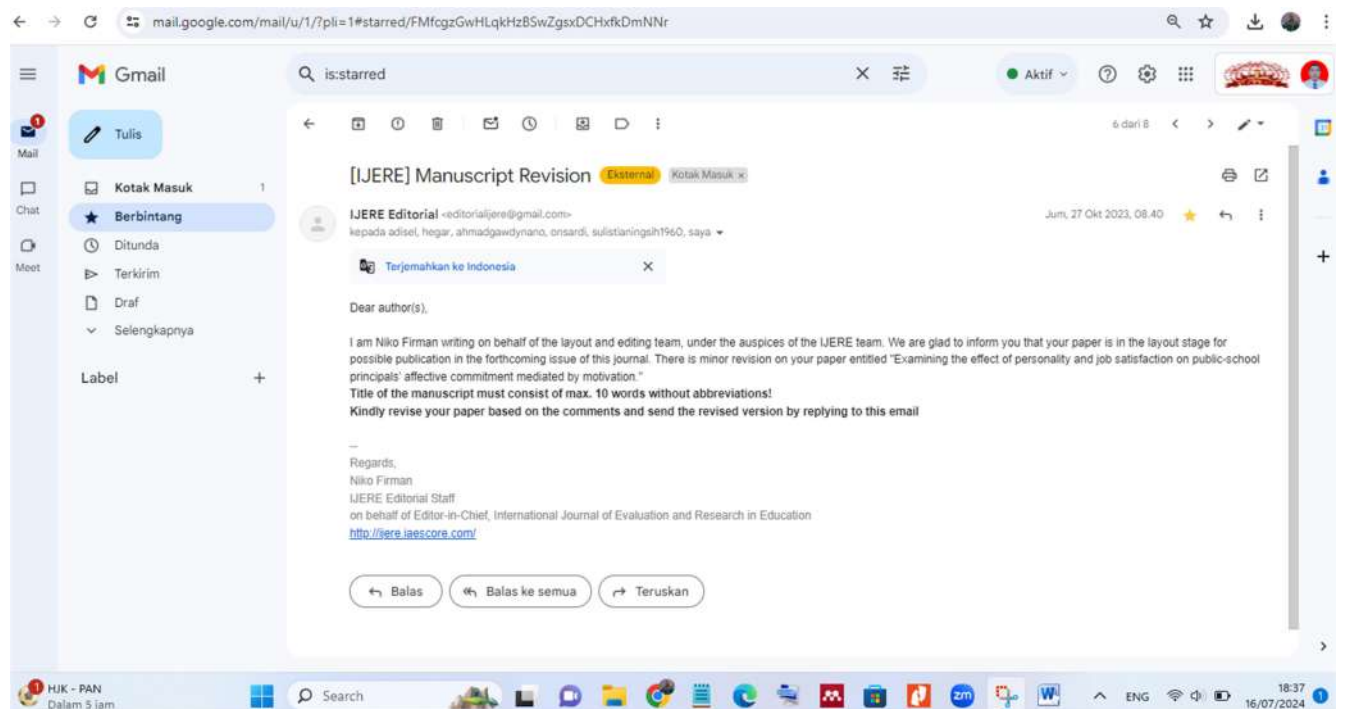 mail.google.com/mail/u/1/?pli=1#starred/FMfcgzGwHLqkHzBSwZgsxDCHxfkDmNNr
Gmail
is:starred
Aktif
1
Mail
Tulis
6 dari 8
Chat
Meet
Kotak Masuk 1
Berbintang
Ditunda
Terkirim
Draf
Selengkapnya
Label
[IJERE] Manuscript Revision Eksternal Kotak Masuk x
IJERE Editorial <editorialijere@gmail.com>
Jum, 27 Okt 2023, 08.40
kepada adisel, hegar, ahmadgawdynano, onsardi, sulistianingsih1960, saya
Terjemahkan ke Indonesia
Dear author(s),
I am Niko Firman writing on behalf of the layout and editing team, under the auspices of the IJERE team. We are glad to inform you that your paper is in the layout stage for
possible publication in the forthcoming issue of this journal. There is minor revision on your paper entitled "Examining the effect of personality and job satisfaction on public-school
principals' affective commitment mediated by motivation."
Title of the manuscript must consist of max. 10 words without abbreviations!
Kindly revise your paper based on the comments and send the revised version by replying to this email
--
Regards,
Niko Firman
IJERE Editorial Staff
on behalf of Editor-in-Chief, International Journal of Evaluation and Research in Education
http://ijere.iaescore.com/
Balas
Balas ke semua
Teruskan
1
HJK - PAN
Dalam 5 jam
Search
zm
ENG
18:37
16/07/2024
1